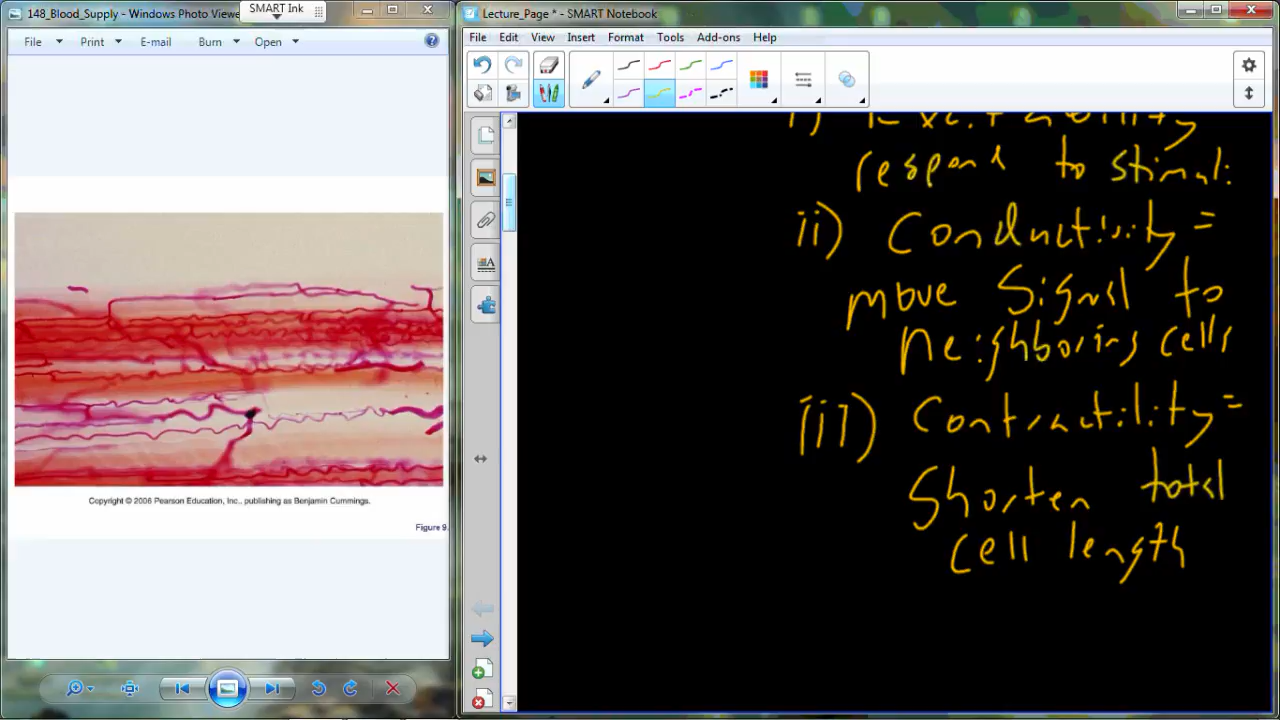 148_Blood_Supply - Windows Photo Viewe
SMART Ink
File Print E-mail Burn Open
Copyright © 2006 Pearson Education, Inc., publishing as Benjamin Cummings.
Figure 9.
Lecture_Page * - SMART Notebook
File Edit View Insert Format Tools Add-ons Help
i) Excitability
respond to stimuli
ii) Conductivity =
move Signal to
neighboring cells
iii) Contractility =
Shorten total
cell length